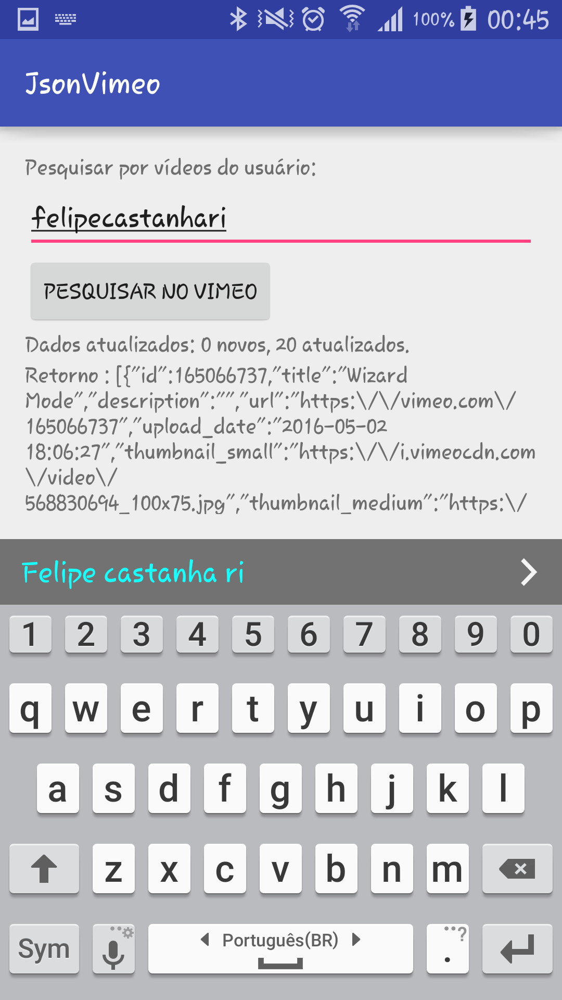 100% 00:45
JsonVimeo
Pesquisar por vídeos do usuário:
felipecastanhari
PESQUISAR NO VIMEO
Dados atualizados: 0 novos, 20 atualizados.
Retorno : [{"id":165066737,"title":"Wizard
Mode","description":"","url":"https:\/\/vimeo.com\/
165066737","upload_date":"2016-05-02
18:06:27","thumbnail_small":"https:\/\/i.vimeocdn.com
\/video\/
568830694_100x75.jpg","thumbnail_medium":"https:\/
Felipe castanha ri
1 2 3 4 5 6 7 8 9 0
q w e r t y u i o p
a s d f g h j k l
z x c v b n m
Sym Português(BR) . ?